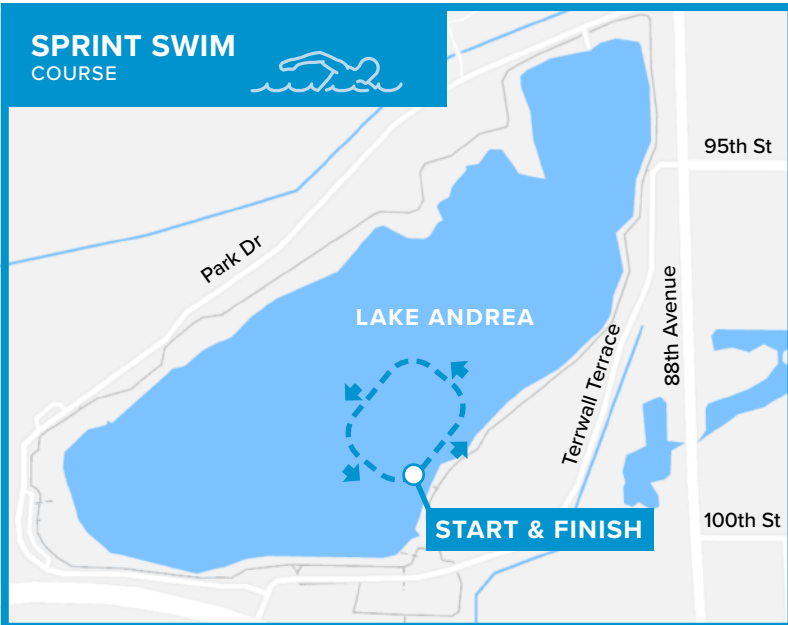 SPRINT SWIM
COURSE
95th St
Park Dr
LAKE ANDREA
88th Avenue
Terrwall Terrace
100th St
START & FINISH